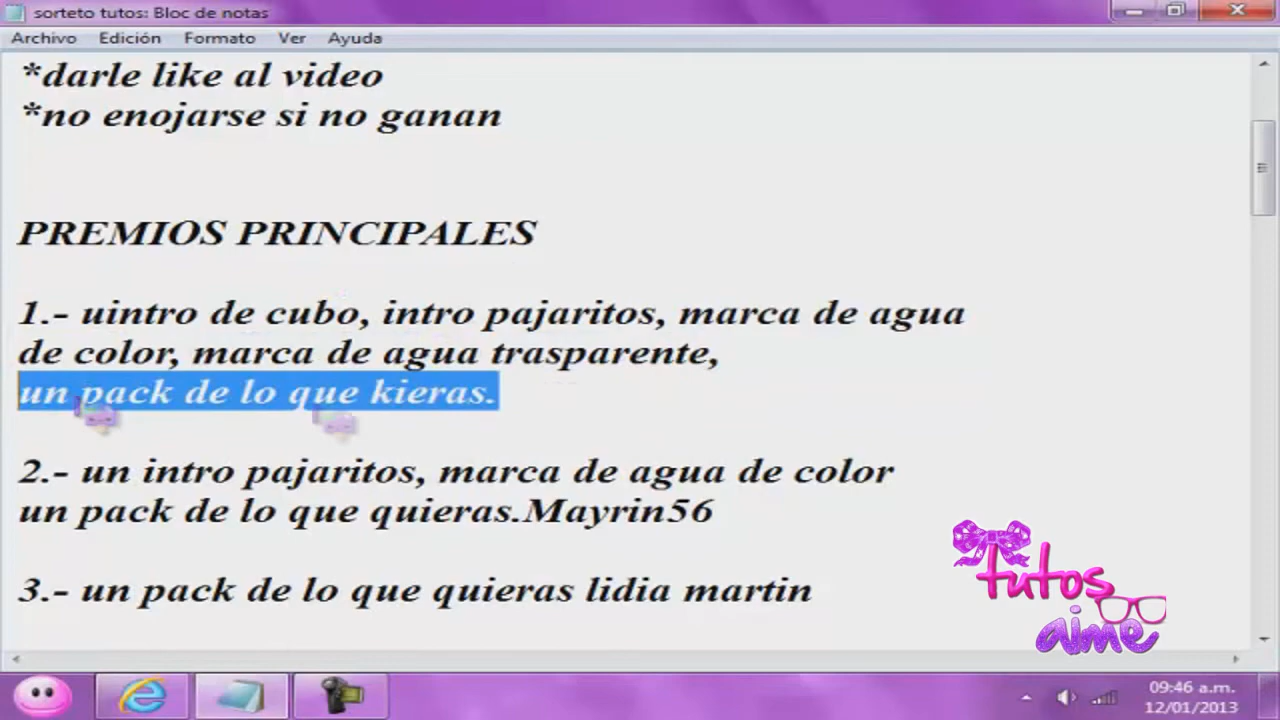 sorteto tutos: Bloc de notas
Archivo Edición Formato Ver Ayuda
*darle like al video
*no enojarse si no ganan
PREMIOS PRINCIPALES
1.- uintro de cubo, intro pajaritos, marca de agua
de color, marca de agua trasparente,
un pack de lo que kieras.
2.- un intro pajaritos, marca de agua de color
un pack de lo que quieras.Mayrin56
3.- un pack de lo que quieras lidia martin
tutos
aime
09:46 a.m.
12/01/2013